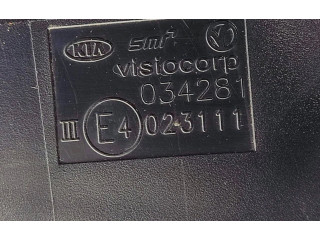 KIA SMR V
visiocorp
034281
III E4 023111